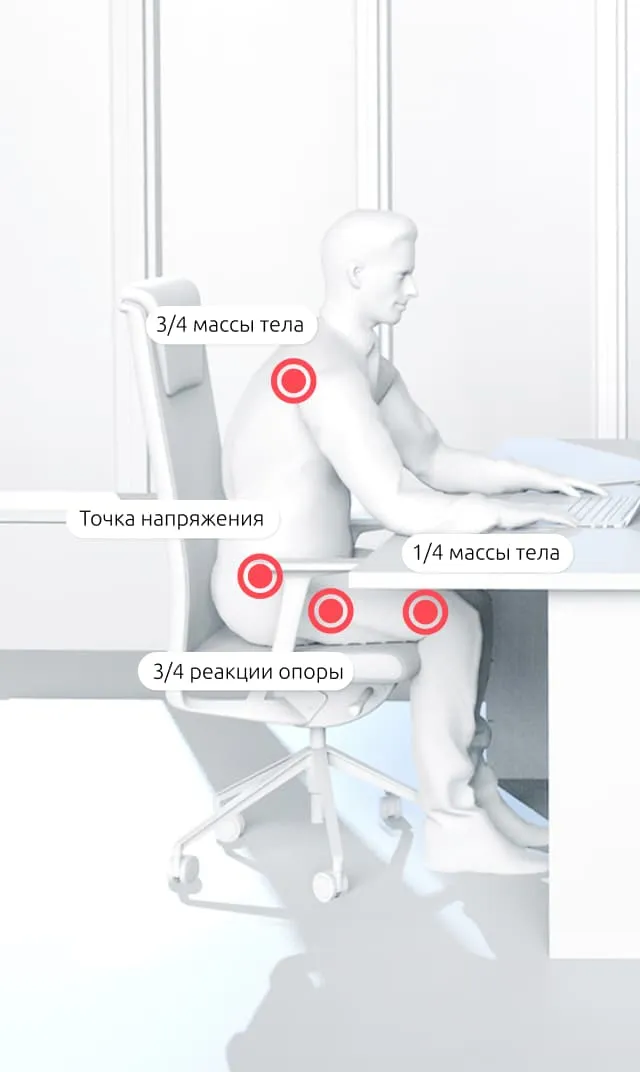 3/4 массы тела
Точка напряжения
1/4 массы тела
3/4 реакции опоры